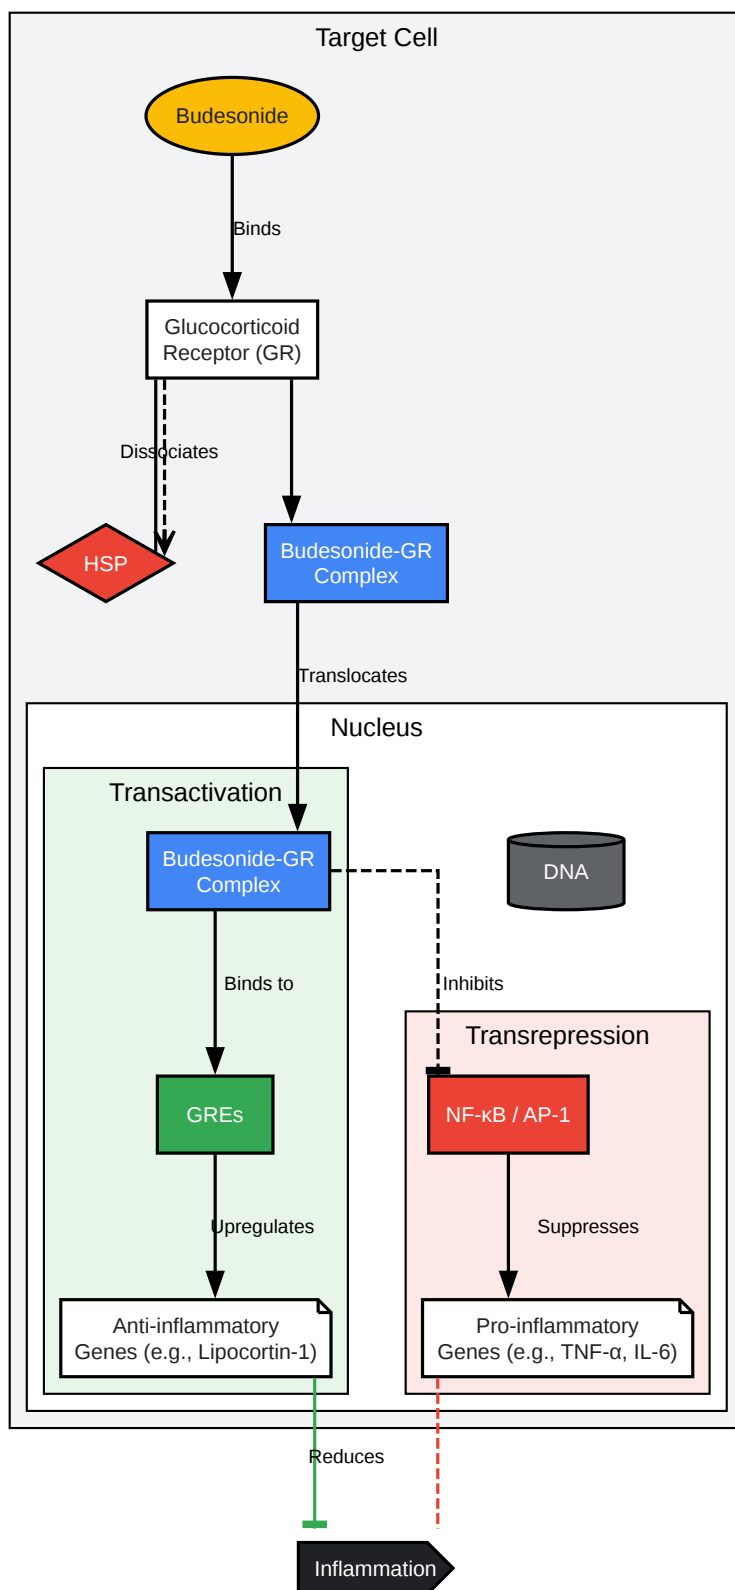 Target Cell
Budesonide
Binds
Glucocorticoid
Receptor (GR)
Dissociates
HSP
Budesonide-GR
Complex
Translocates
Nucleus
Transactivation
Budesonide-GR
Complex
DNA
Binds to
Inhibits
Transrepression
GREs
NF-κB / AP-1
Upregulates
Suppresses
Anti-inflammatory
Genes (e.g., Lipocortin-1)
Pro-inflammatory
Genes (e.g., TNF-α, IL-6)
Reduces
Inflammation